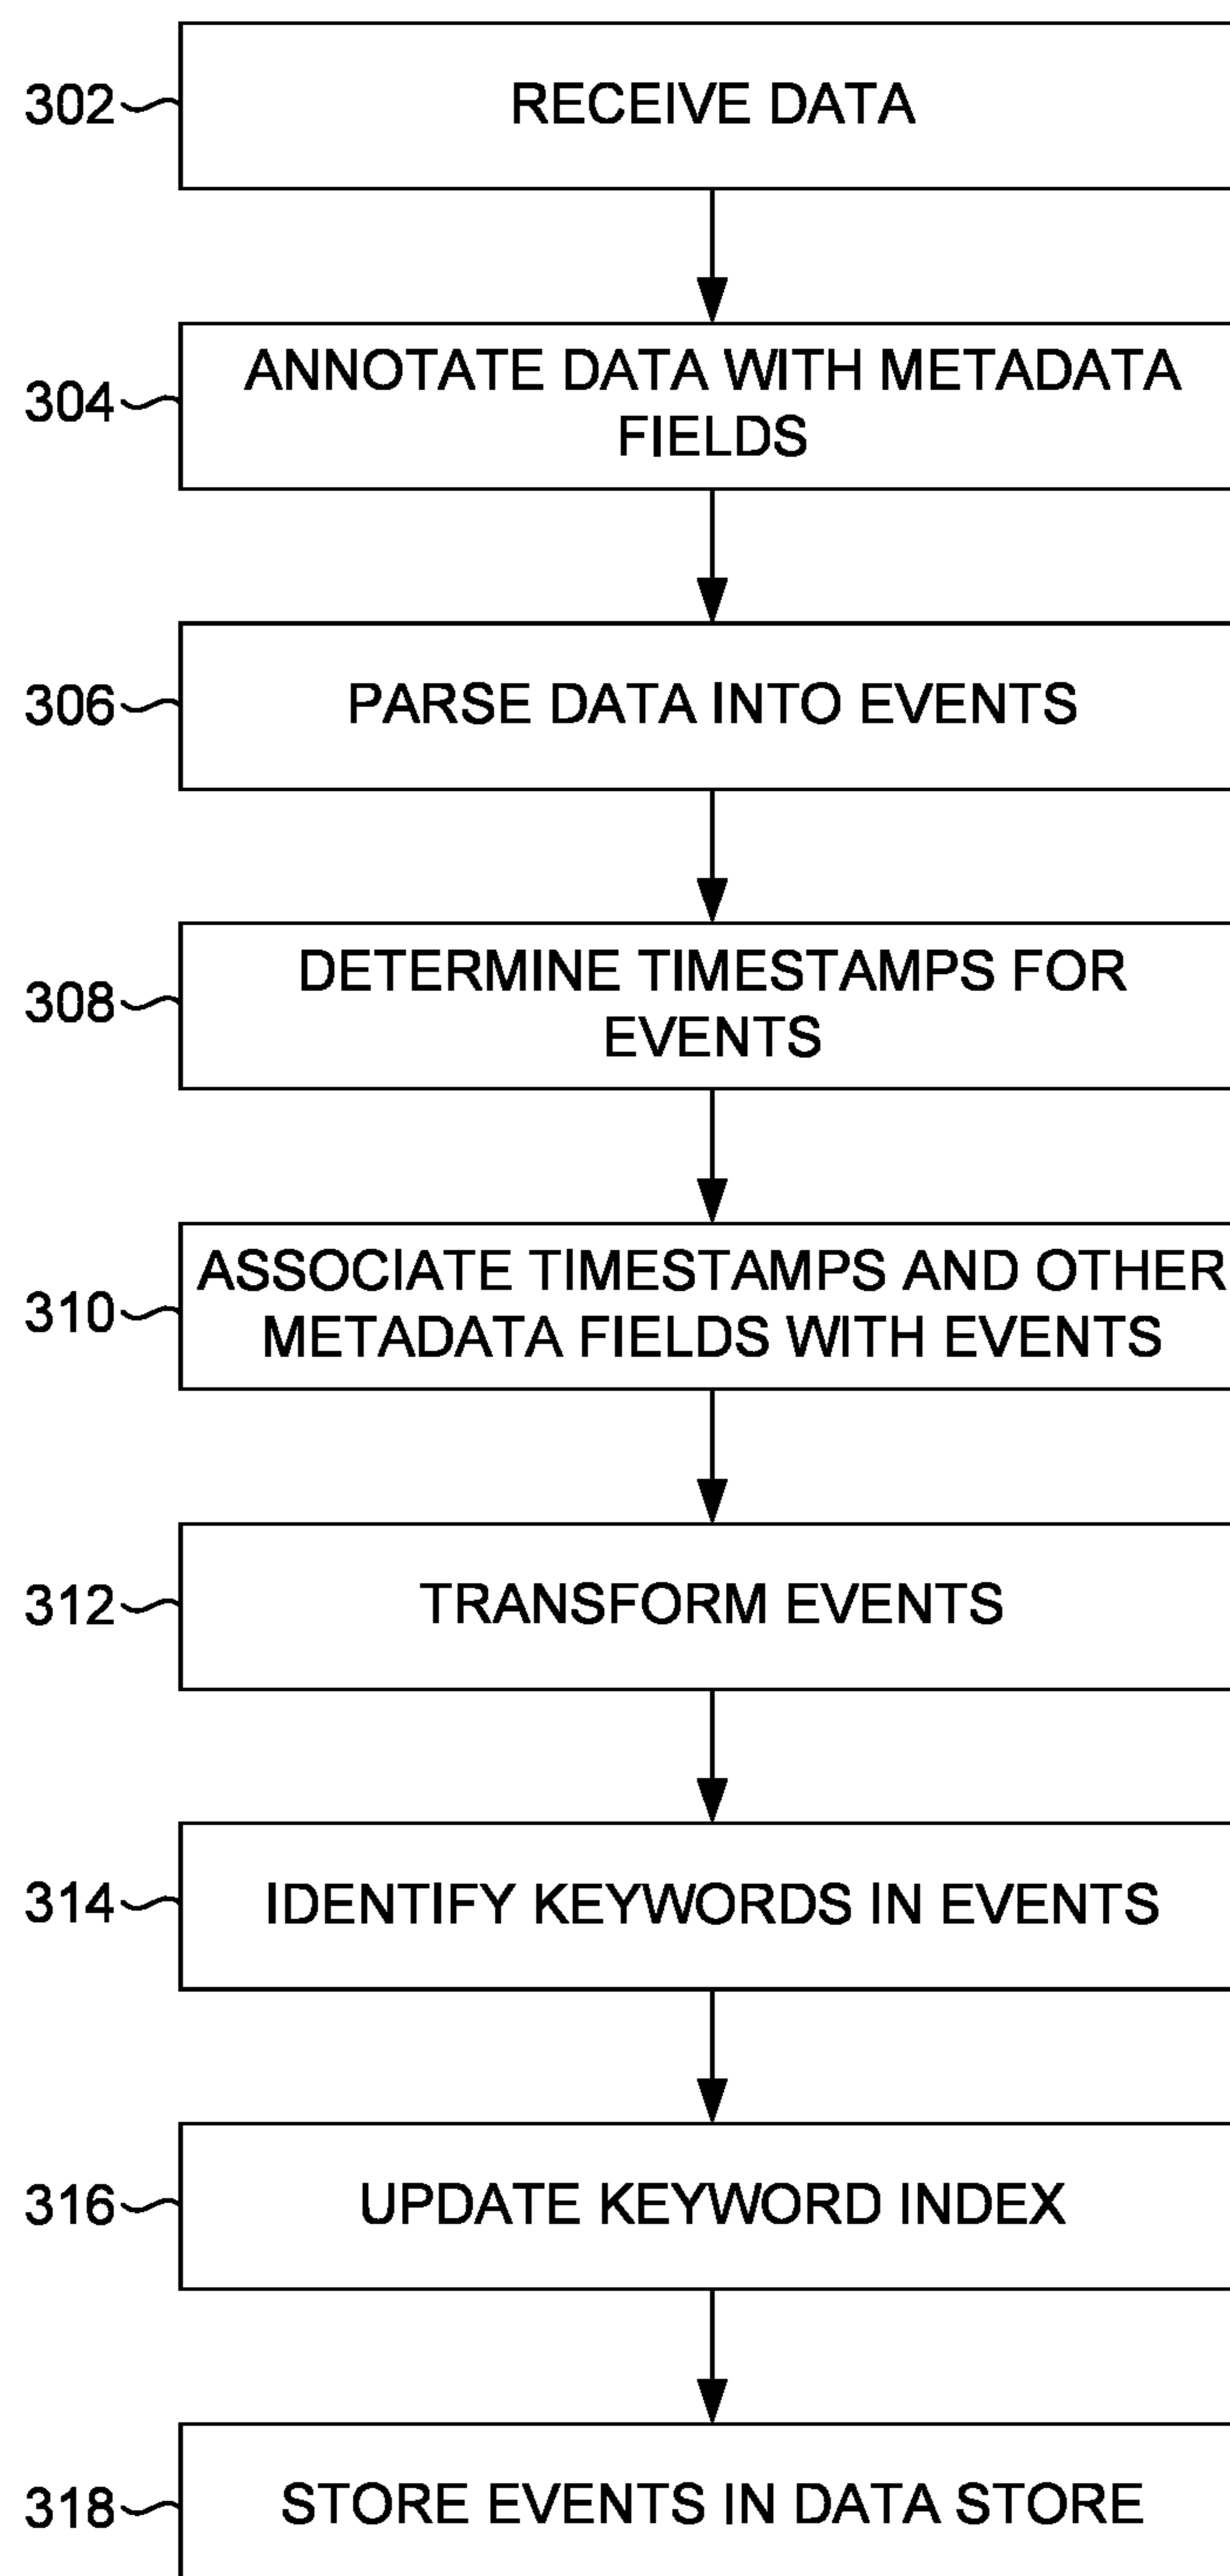 302
RECEIVE DATA
304
ANNOTATE DATA WITH METADATA
FIELDS
306
PARSE DATA INTO EVENTS
308
DETERMINE TIMESTAMPS FOR
EVENTS
310
ASSOCIATE TIMESTAMPS AND OTHER
METADATA FIELDS WITH EVENTS
312
TRANSFORM EVENTS
314
IDENTIFY KEYWORDS IN EVENTS
316
UPDATE KEYWORD INDEX
318
STORE EVENTS IN DATA STORE